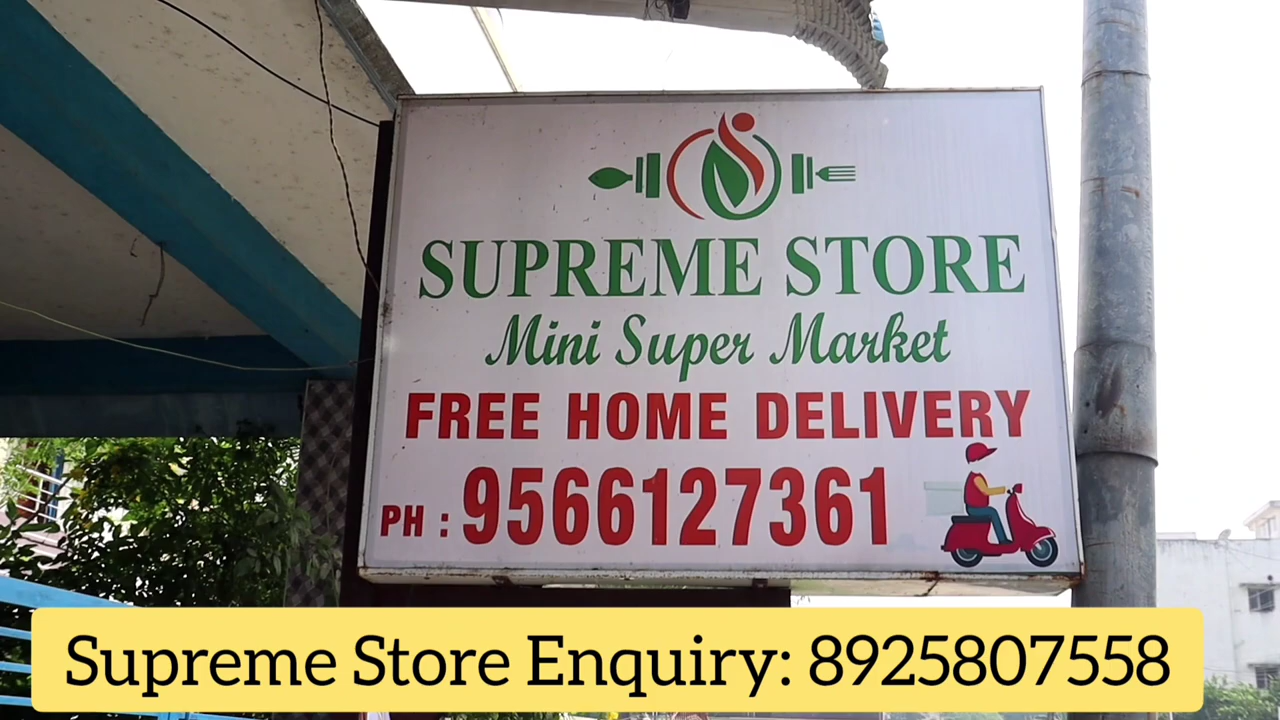 SUPREME STORE
Mini Super Market
FREE HOME DELIVERY
PH : 9566127361
Supreme Store Enquiry: 8925807558